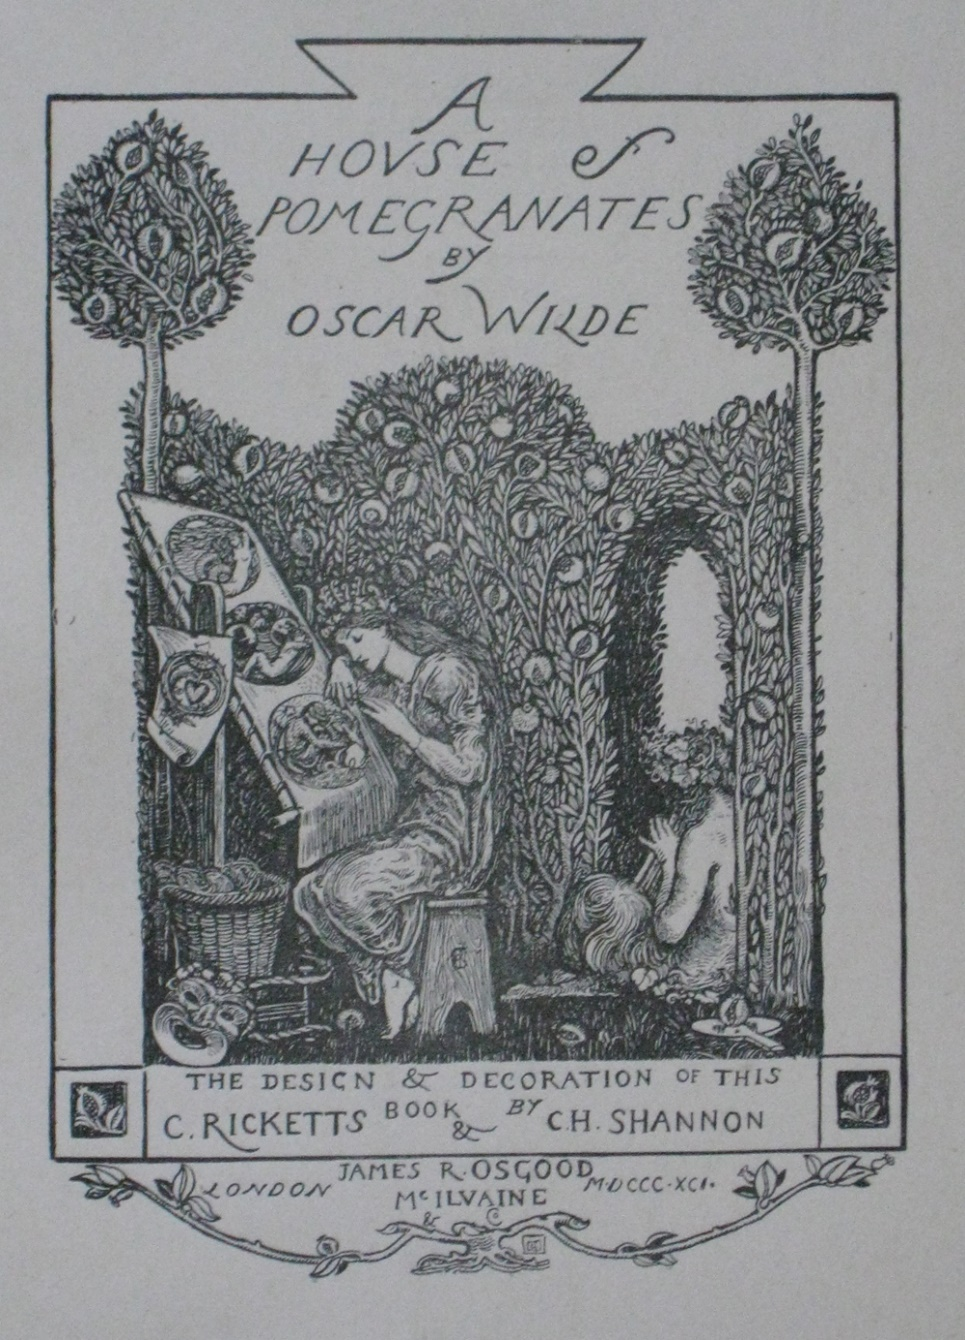 A
HOVSE of
POMEGRANATES
BY
OSCAR WILDE
THE DESIGN & DECORATION OF THIS
BOOK BY
C. RICKETTS & C.H. SHANNON
JAMES R. OSGOOD
LONDON McILVAINE M·DCCC·XCI·
& C